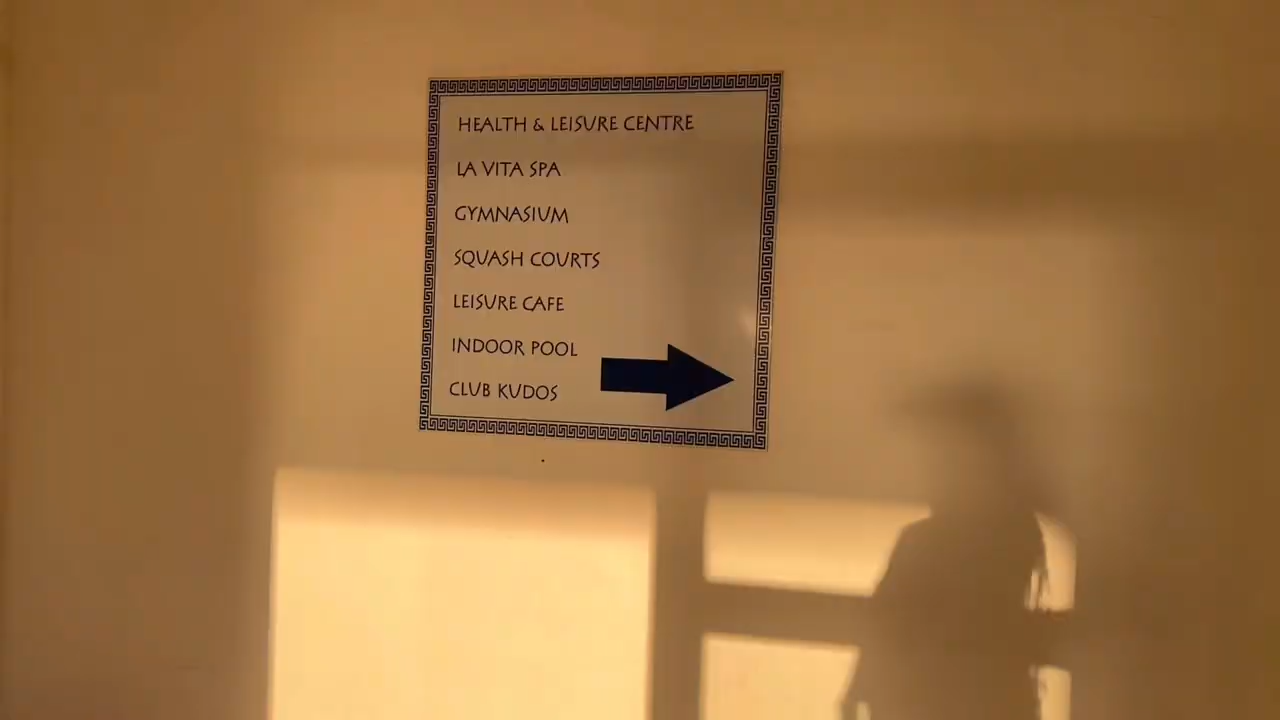 HEALTH & LEISURE CENTRE
LA VITA SPA
GYMNASIUM
SQUASH COURTS
LEISURE CAFE
INDOOR POOL
CLUB KUDOS